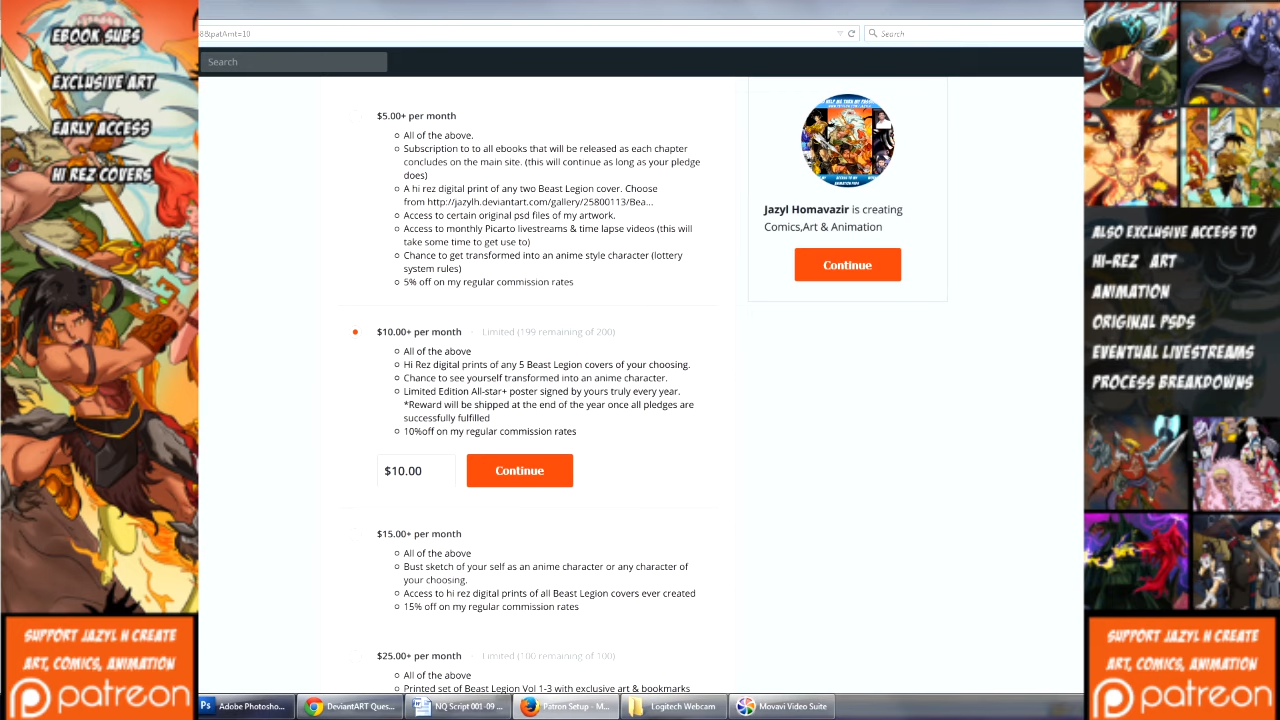 EBOOK SUBS
EXCLUSIVE ART
EARLY ACCESS
HI REZ COVERS
SUPPORT JAZYL N CREATE
ART, COMICS, ANIMATION
patreon
8&patAmt=10
Search
Search
$5.00+ per month
All of the above.
Subscription to to all ebooks that will be released as each chapter
concludes on the main site. (this will continue as long as your pledge
does)
A hi rez digital print of any two Beast Legion cover. Choose
from http://jazylh.deviantart.com/gallery/25800113/Bea...
Access to certain original psd files of my artwork.
Access to monthly Picarto livestreams & time lapse videos (this will
take some time to get use to)
Chance to get transformed into an anime style character (lottery
system rules)
5% off on my regular commission rates
$10.00+ per month · Limited (199 remaining of 200)
All of the above
Hi Rez digital prints of any 5 Beast Legion covers of your choosing.
Chance to see yourself transformed into an anime character.
Limited Edition All-star+ poster signed by yours truly every year.
*Reward will be shipped at the end of the year once all pledges are
successfully fulfilled
10%off on my regular commission rates
$10.00
Continue
$15.00+ per month
All of the above
Bust sketch of your self as an anime character or any character of
your choosing.
Access to hi rez digital prints of all Beast Legion covers ever created
15% off on my regular commission rates
$25.00+ per month · Limited (100 remaining of 100)
All of the above
Printed set of Beast Legion Vol 1-3 with exclusive art & bookmarks
Jazyl Homavazir is creating
Comics,Art & Animation
Continue
Ps Adobe Photosho...
DeviantART Ques...
NQ Script 001-09 ...
Patron Setup - M...
Logitech Webcam
Movavi Video Suite
ALSO EXCLUSIVE ACCESS TO
HI-REZ ART
ANIMATION
ORIGINAL PSDS
EVENTUAL LIVESTREAMS
PROCESS BREAKDOWNS
SUPPORT JAZYL N CREATE
ART, COMICS, ANIMATION
patreon